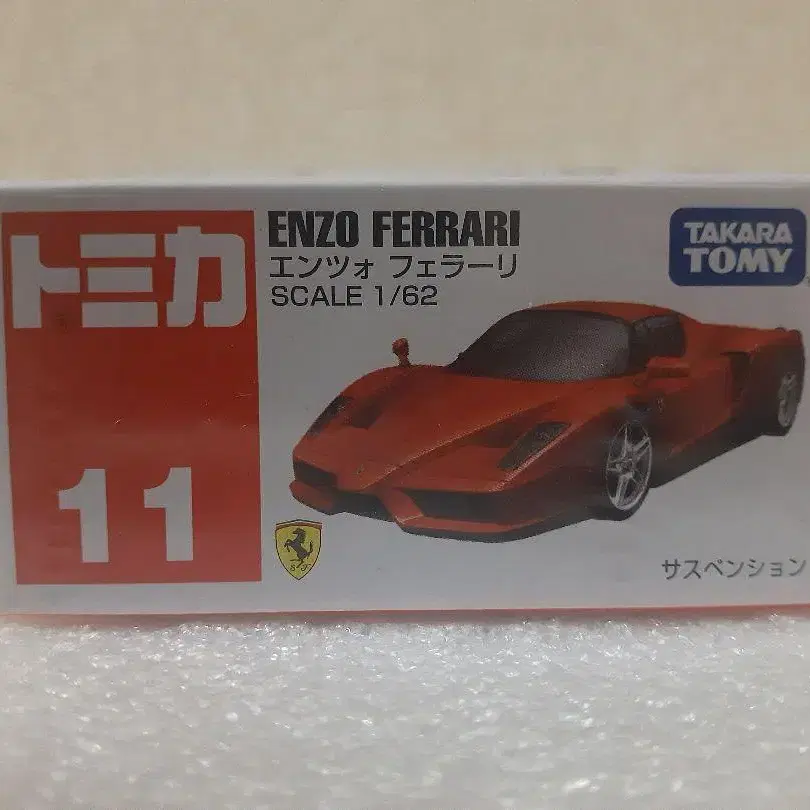 トミカ
11
ENZO FERRARI
エンツォ フェラーリ
SCALE 1/62
TAKARA
TOMY
S F
サスペンション